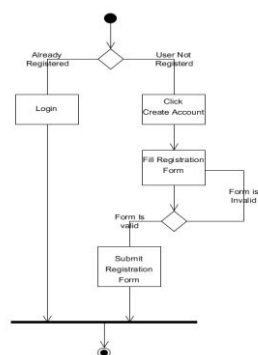 Already
Registered
User Not
Registerd
Login
Click
Create Account
Fill Registration
Form
Form is
Invalid
Form Is
valid
Submit
Registration
Form